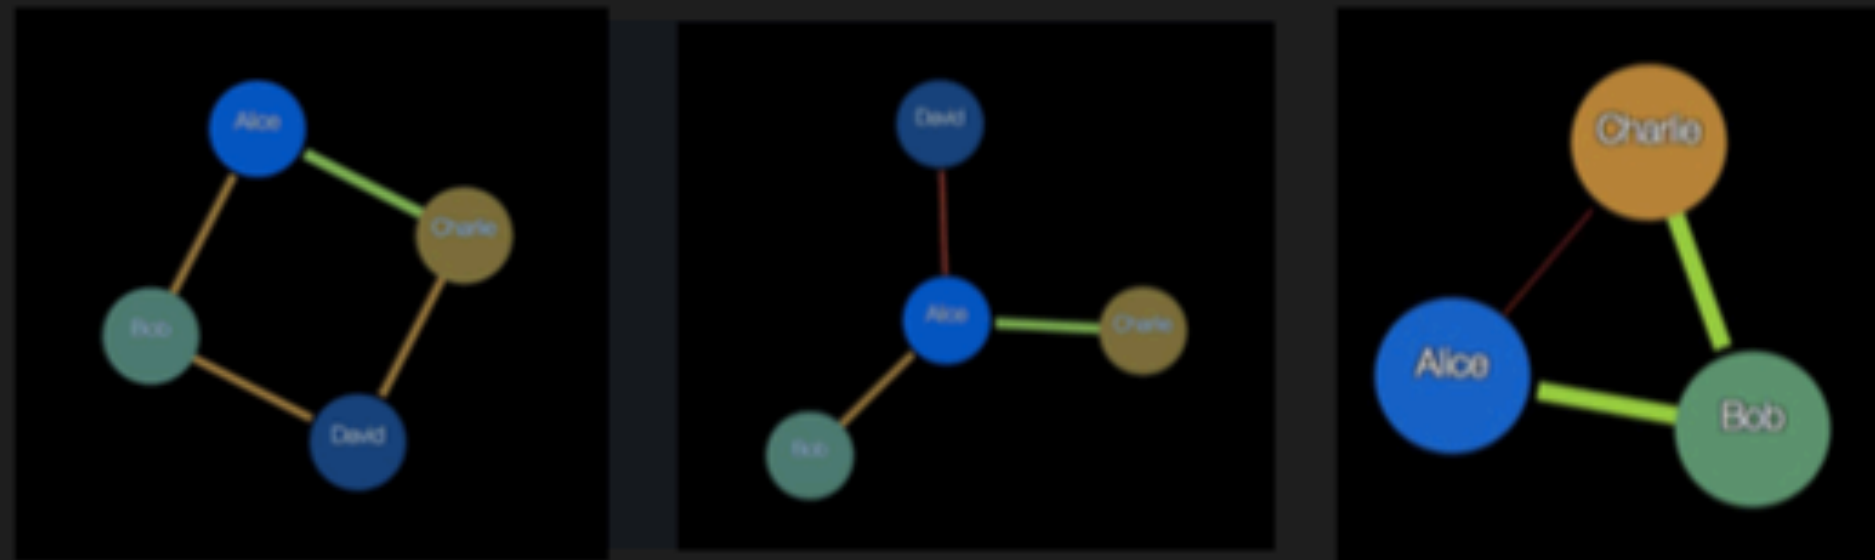 Alice
Charlie
Bob
David
David
Alice
Charlie
Bob
Charlie
Alice
Bob